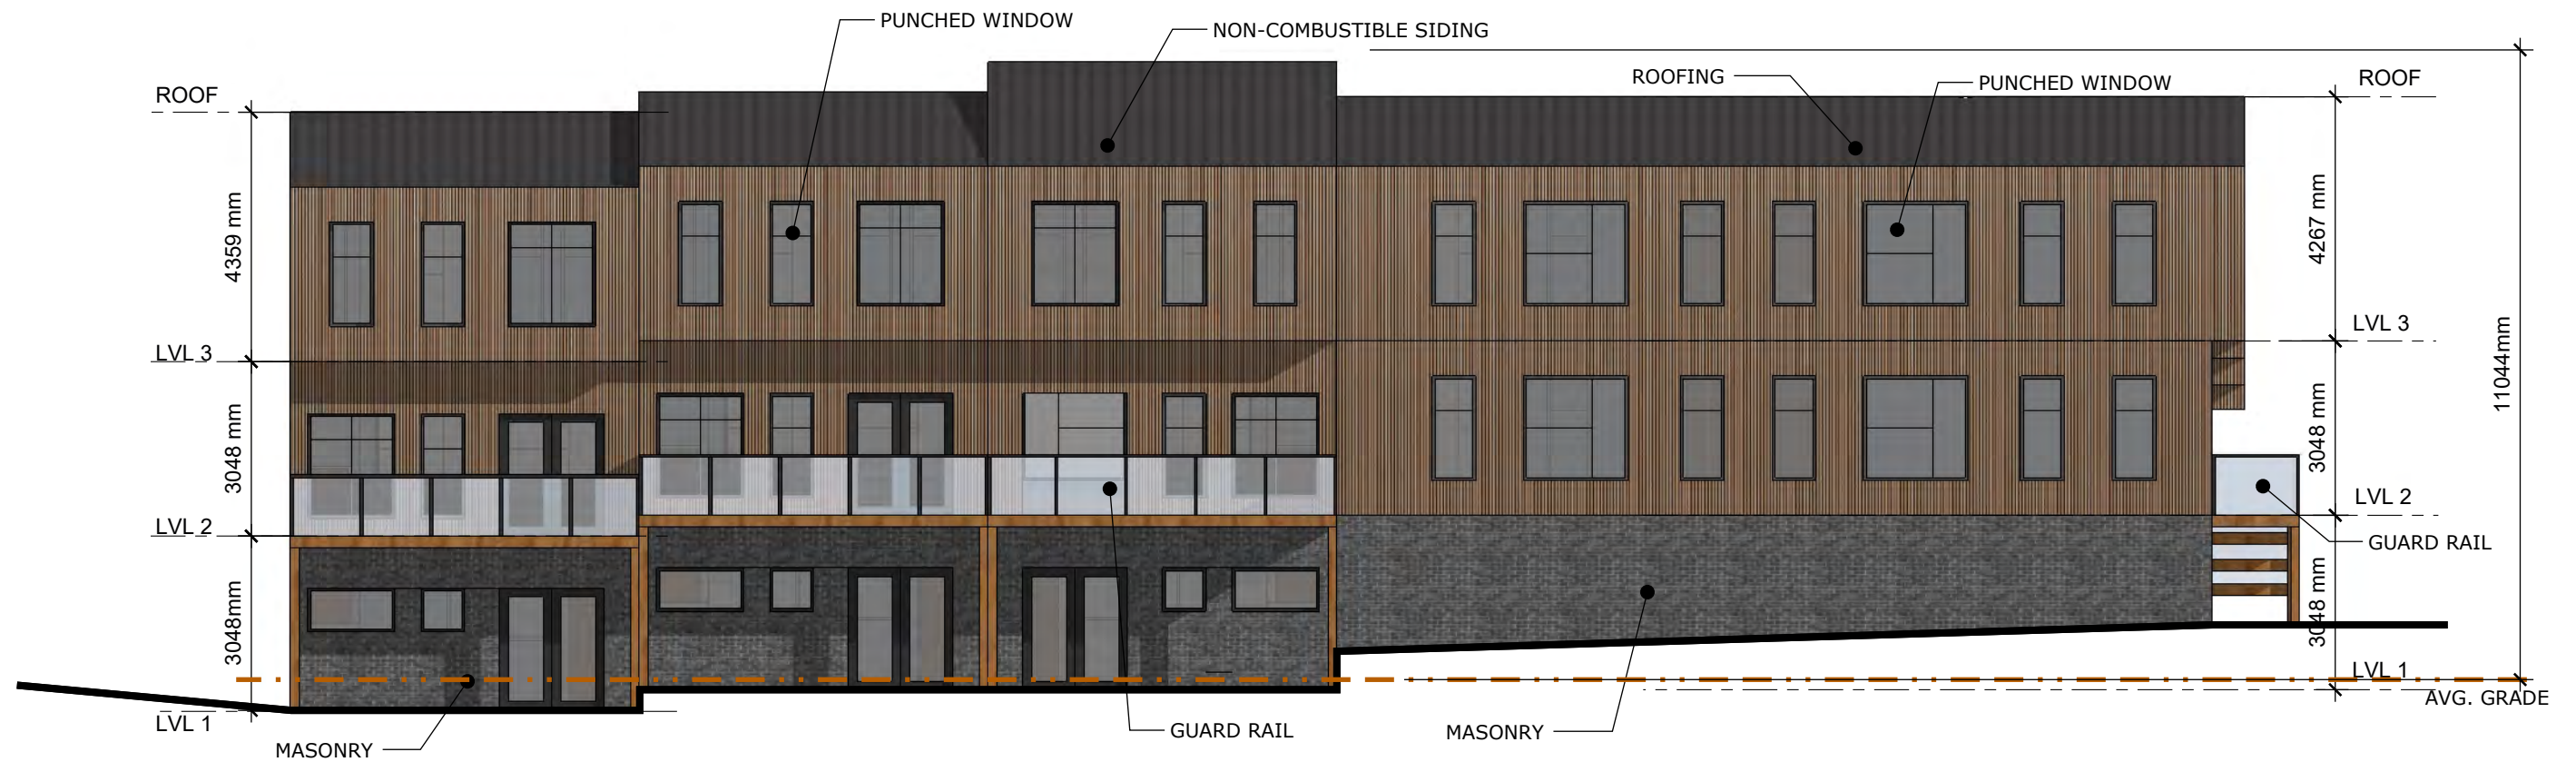 PUNCHED WINDOW
NON-COMBUSTIBLE SIDING
ROOFING
PUNCHED WINDOW
ROOF
ROOF
4359 mm
4267 mm
LVL 3
LVL 3
11044mm
3048 mm
3048 mm
LVL 2
LVL 2
GUARD RAIL
3048mm
3048 mm
LVL 1
LVL 1
AVG. GRADE
MASONRY
GUARD RAIL
MASONRY